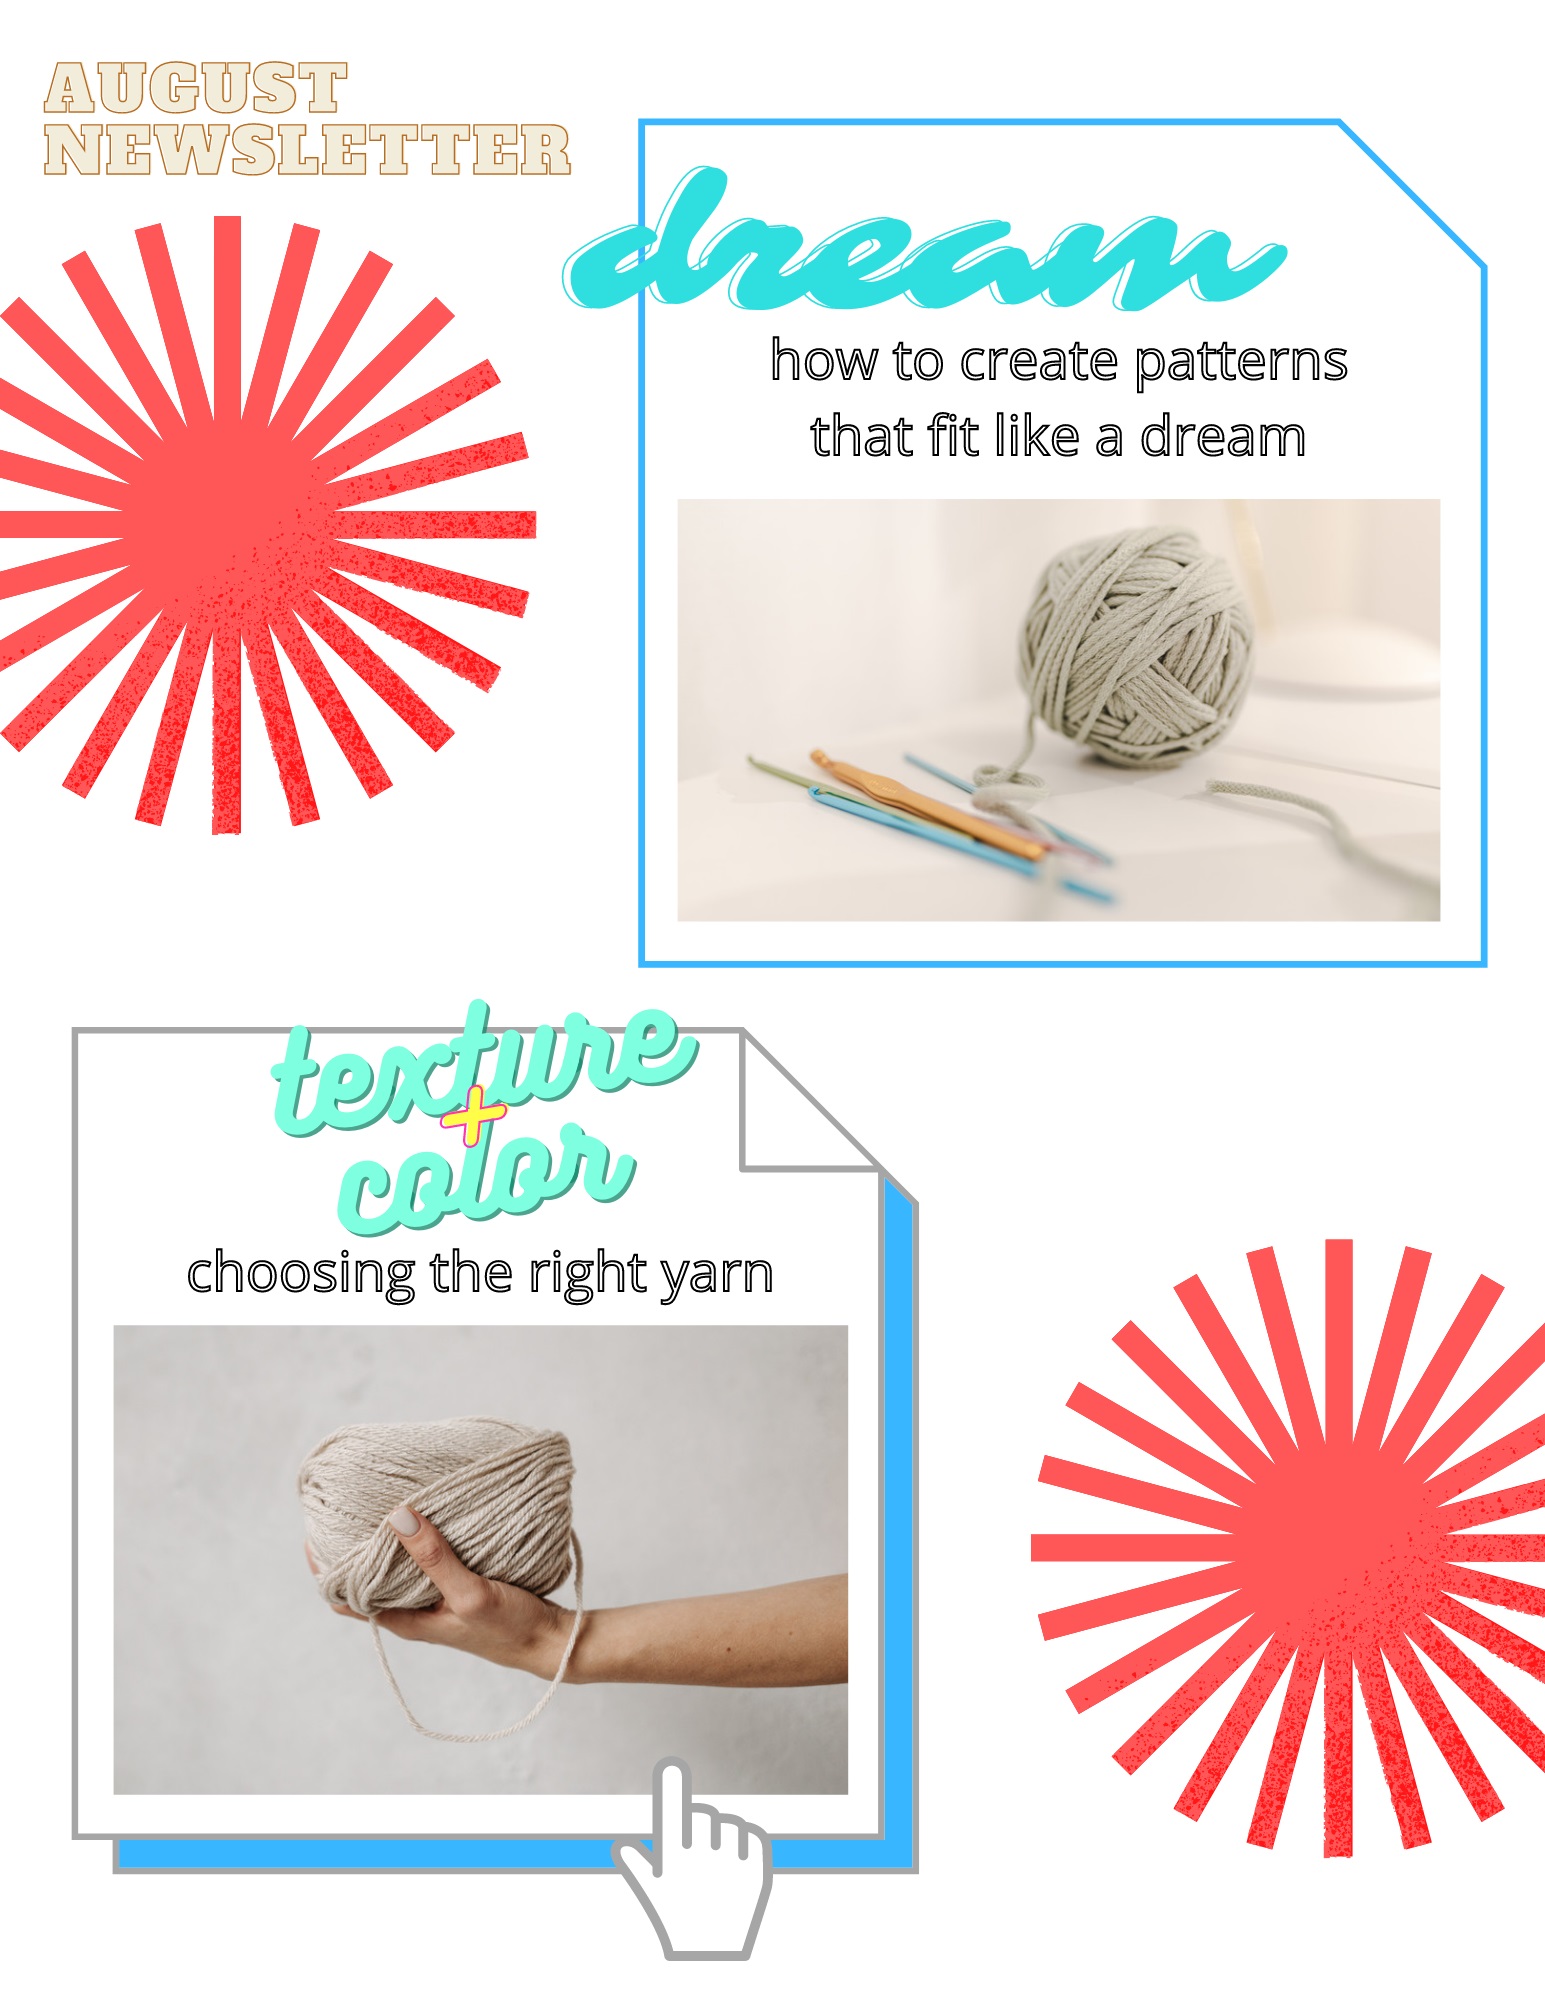 AUGUST
NEWSLETTER
dream
how to create patterns
that fit like a dream
texture
+
color
choosing the right yarn